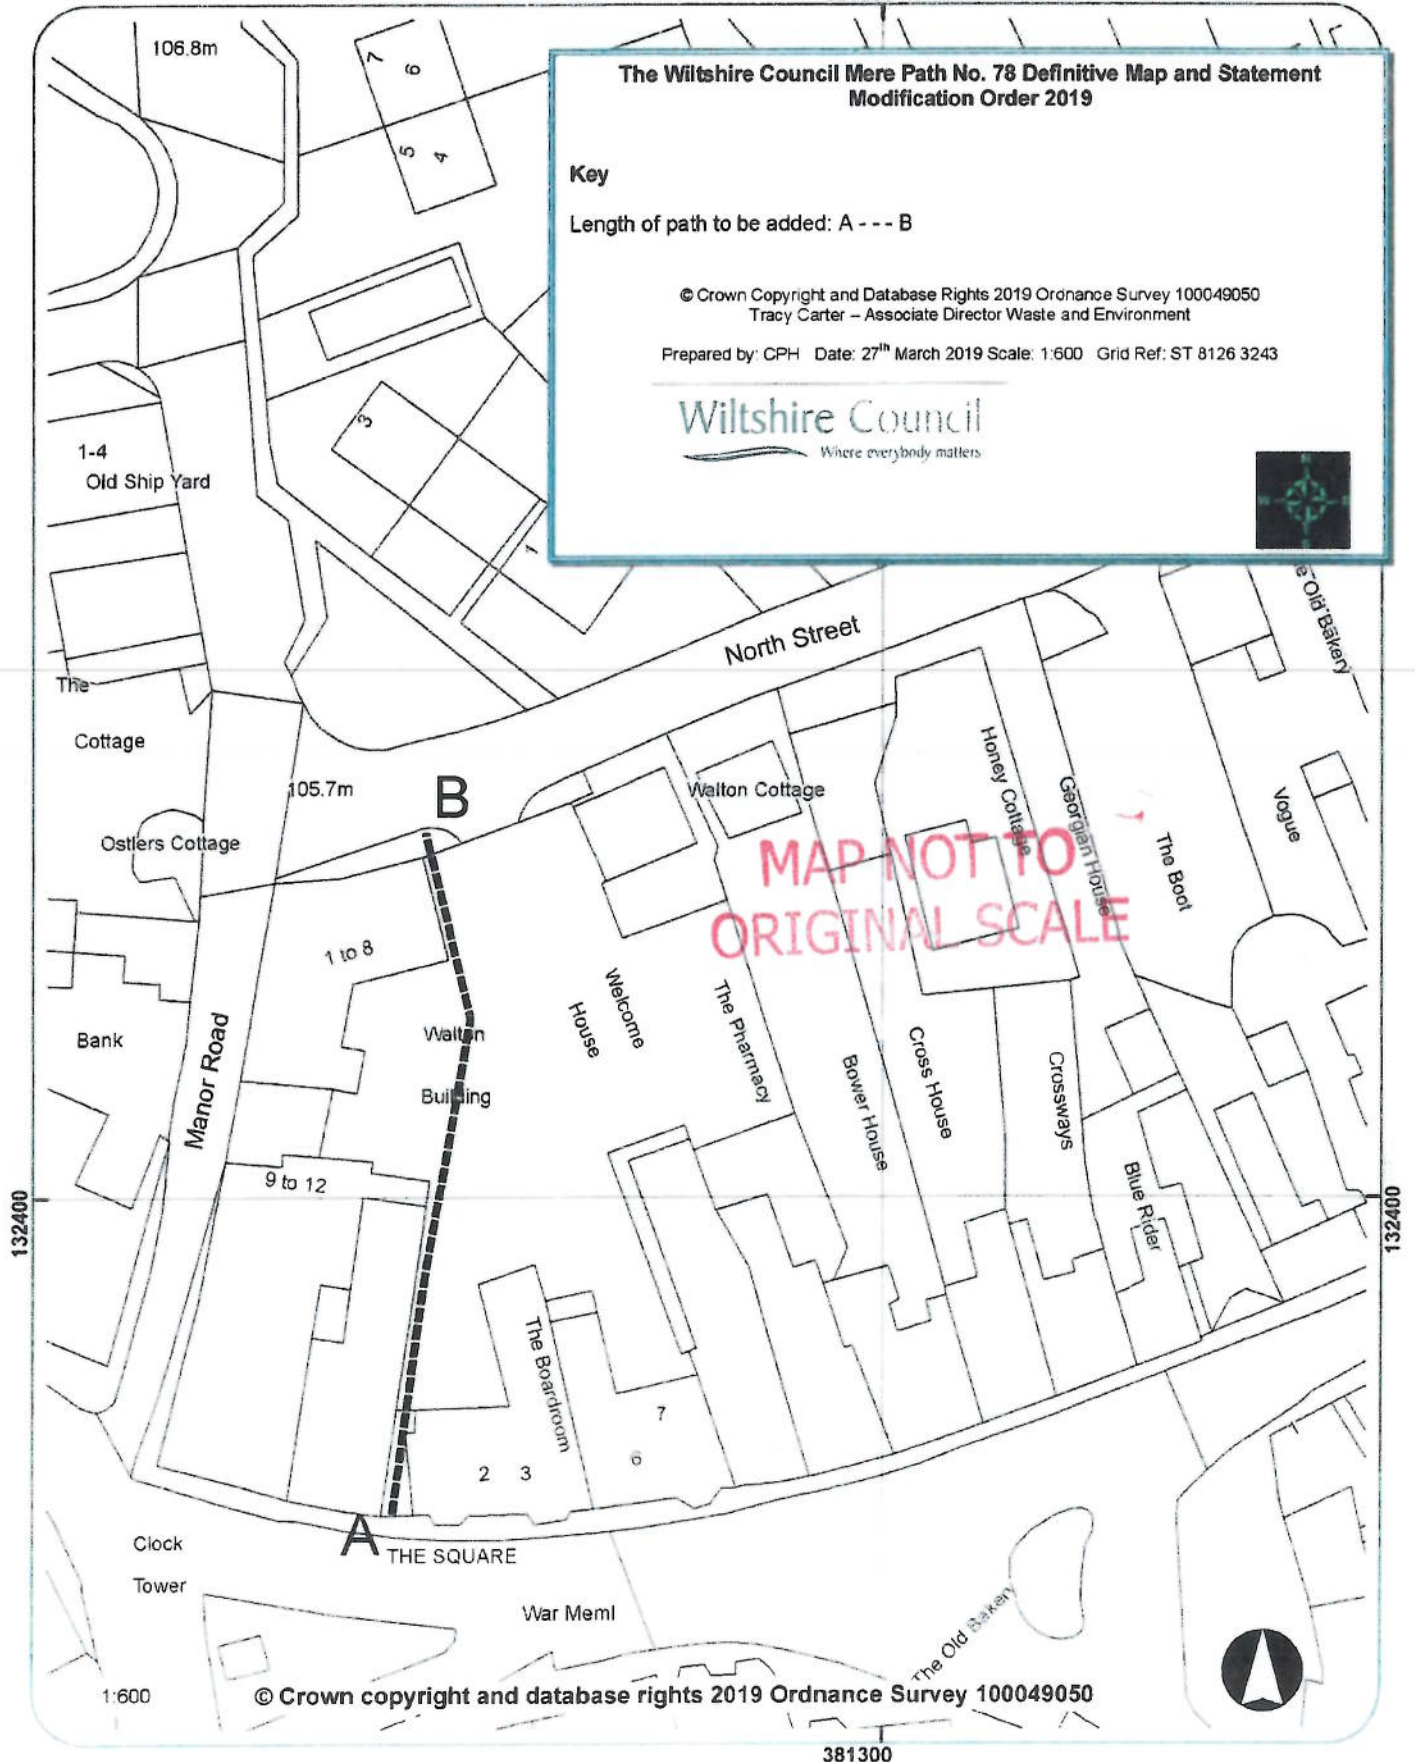 106.8m
7
6
5
4
The Wiltshire Council Mere Path No. 78 Definitive Map and Statement
Modification Order 2019
Key
Length of path to be added: A - - - B
© Crown Copyright and Database Rights 2019 Ordnance Survey 100049050
Tracy Carter – Associate Director Waste and Environment
Prepared by: CPH Date: 27th March 2019 Scale: 1:600 Grid Ref: ST 8126 3243
Wiltshire Council
Where everybody matters
N
W
E
S
3
1-4
Old Ship Yard
1
e Old Bakery
North Street
The
Cottage
105.7m
B
Walton Cottage
Honey Cottage
Georgian House
Vogue
Ostlers Cottage
MAP NOT TO
ORIGINAL SCALE
The Boot
1 to 8
Welcome
House
The Pharmacy
Bank
Manor Road
Walton
Building
Bower House
Cross House
Crossways
9 to 12
Blue Rider
132400
132400
The Boardroom
7
6
2 3
A
THE SQUARE
Clock
Tower
War Meml
The Old Bakery
1:600
© Crown copyright and database rights 2019 Ordnance Survey 100049050
381300